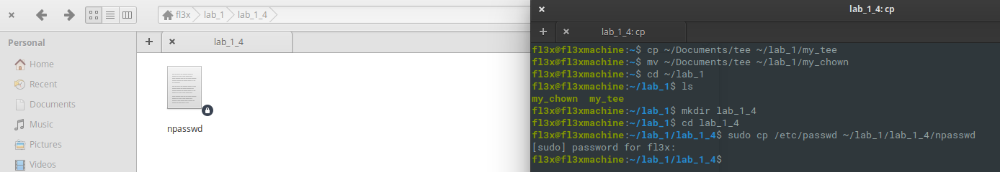 fl3x lab_1 lab_1_4
lab_1_4
Personal
Home
Recent
Documents
Music
Pictures
Videos
npasswd
lab_1_4: cp
lab_1_4: cp
fl3x@fl3xmachine:~$ cp ~/Documents/tee ~/lab_1/my_tee
fl3x@fl3xmachine:~$ mv ~/Documents/tee ~/lab_1/my_chown
fl3x@fl3xmachine:~$ cd ~/lab_1
fl3x@fl3xmachine:~/lab_1$ ls
my_chown  my_tee
fl3x@fl3xmachine:~/lab_1$ mkdir lab_1_4
fl3x@fl3xmachine:~/lab_1$ cd lab_1_4
fl3x@fl3xmachine:~/lab_1/lab_1_4$ sudo cp /etc/passwd ~/lab_1/lab_1_4/npasswd
[sudo] password for fl3x:
fl3x@fl3xmachine:~/lab_1/lab_1_4$